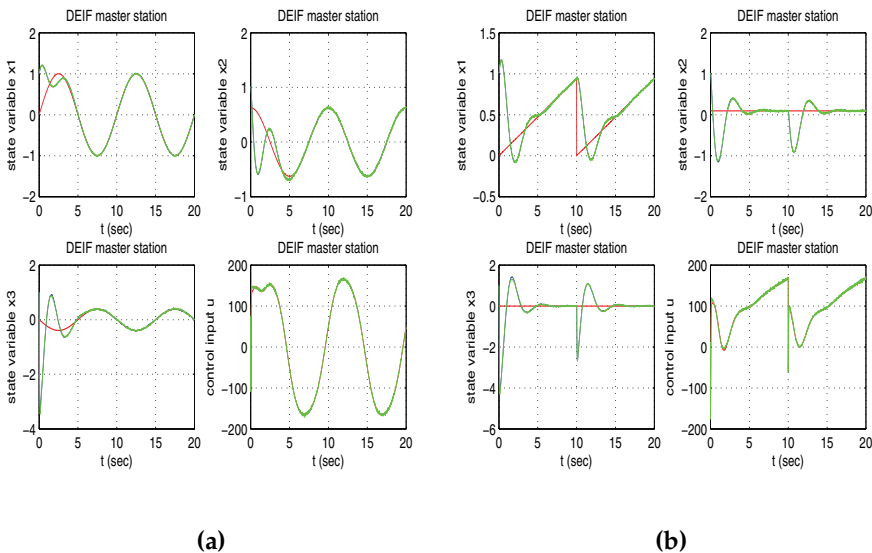 DEIF master station
2
1
0
−1
−2
0 5 10 15 20
t (sec)
state variable x1
DEIF master station
2
1
0
−1
0 5 10 15 20
t (sec)
state variable x2
DEIF master station
2
0
−2
−4
0 5 10 15 20
t (sec)
state variable x3
DEIF master station
200
100
0
−100
−200
0 5 10 15 20
t (sec)
control input u
(a)
DEIF master station
1.5
1
0.5
0
−0.5
0 5 10 15 20
t (sec)
state variable x1
DEIF master station
2
1
0
−1
−2
0 5 10 15 20
t (sec)
state variable x2
DEIF master station
2
0
−2
−4
−6
0 5 10 15 20
t (sec)
state variable x3
DEIF master station
200
150
100
50
0
−50
−100
−150
−200
0 5 10 15 20
t (sec)
control input u
(b)